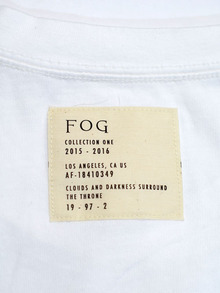 FOG
COLLECTION ONE
2015 - 2016
LOS ANGELES, CA US
AF-18410349
CLOUDS AND DARKNESS SURROUND
THE THRONE
19 - 97 - 2